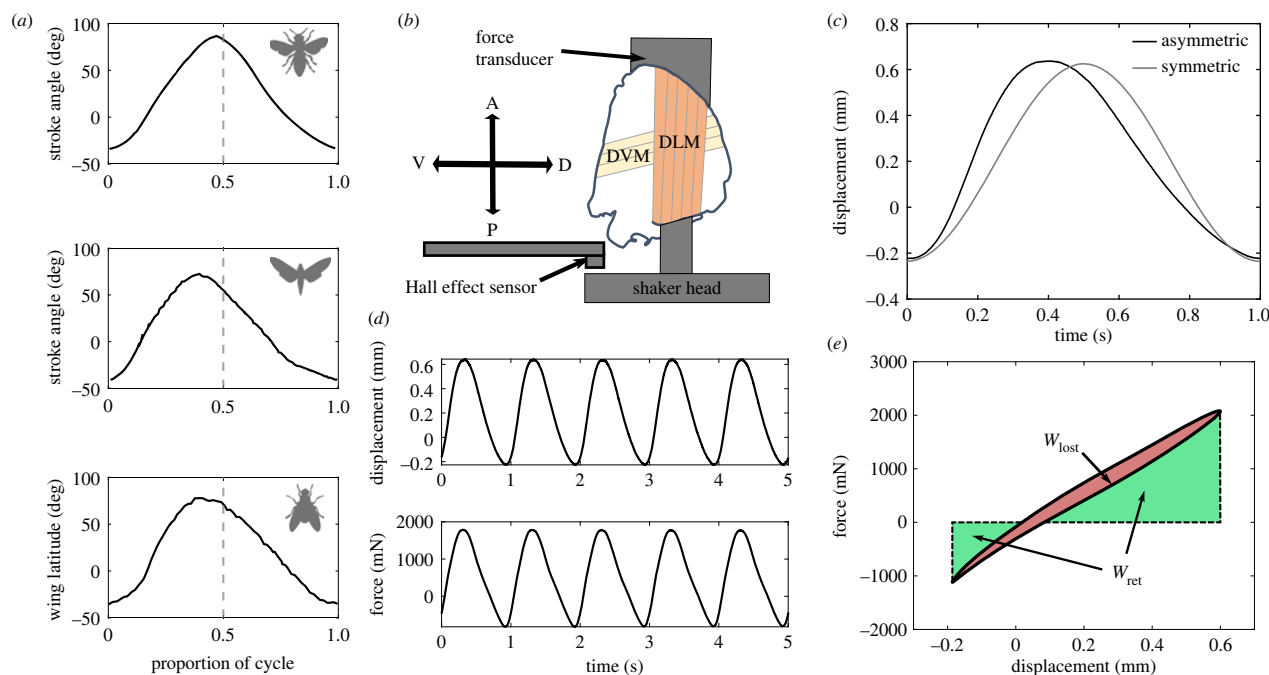 (a)
100
50
0
–50
stroke angle (deg)
0
0.5
1.0
100
50
0
–50
stroke angle (deg)
0
0.5
1.0
100
50
0
–50
wing latitude (deg)
0
0.5
1.0
proportion of cycle
(b)
force
transducer
A
V
D
P
DVM
DLM
Hall effect sensor
shaker head
(c)
asymmetric
symmetric
0.8
0.6
0.4
0.2
0
–0.2
–0.4
displacement (mm)
0
0.2
0.4
0.6
0.8
1.0
time (s)
(d)
0.6
0.4
0.2
0
–0.2
displacement (mm)
0
1
2
3
4
5
2000
1000
0
force (mN)
0
1
2
3
4
5
time (s)
(e)
3000
2000
1000
0
–1000
–2000
force (mN)
Wlost
Wret
–0.2
0
0.2
0.4
0.6
displacement (mm)